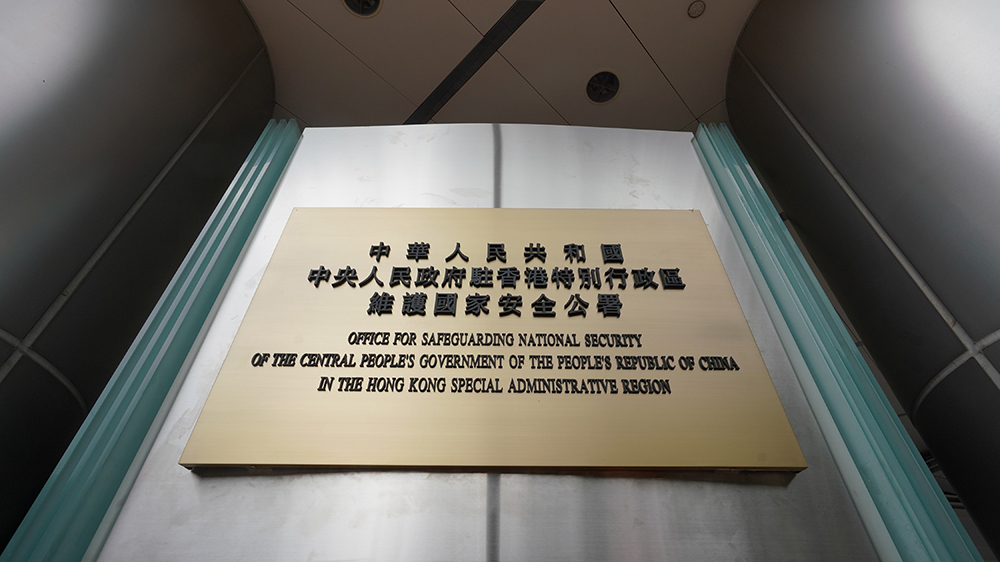 中華人民共和國
中央人民政府駐香港特別行政區
維護國家安全公署
OFFICE FOR SAFEGUARDING NATIONAL SECURITY
OF THE CENTRAL PEOPLE'S GOVERNMENT OF THE PEOPLE'S REPUBLIC OF CHINA
IN THE HONG KONG SPECIAL ADMINISTRATIVE REGION